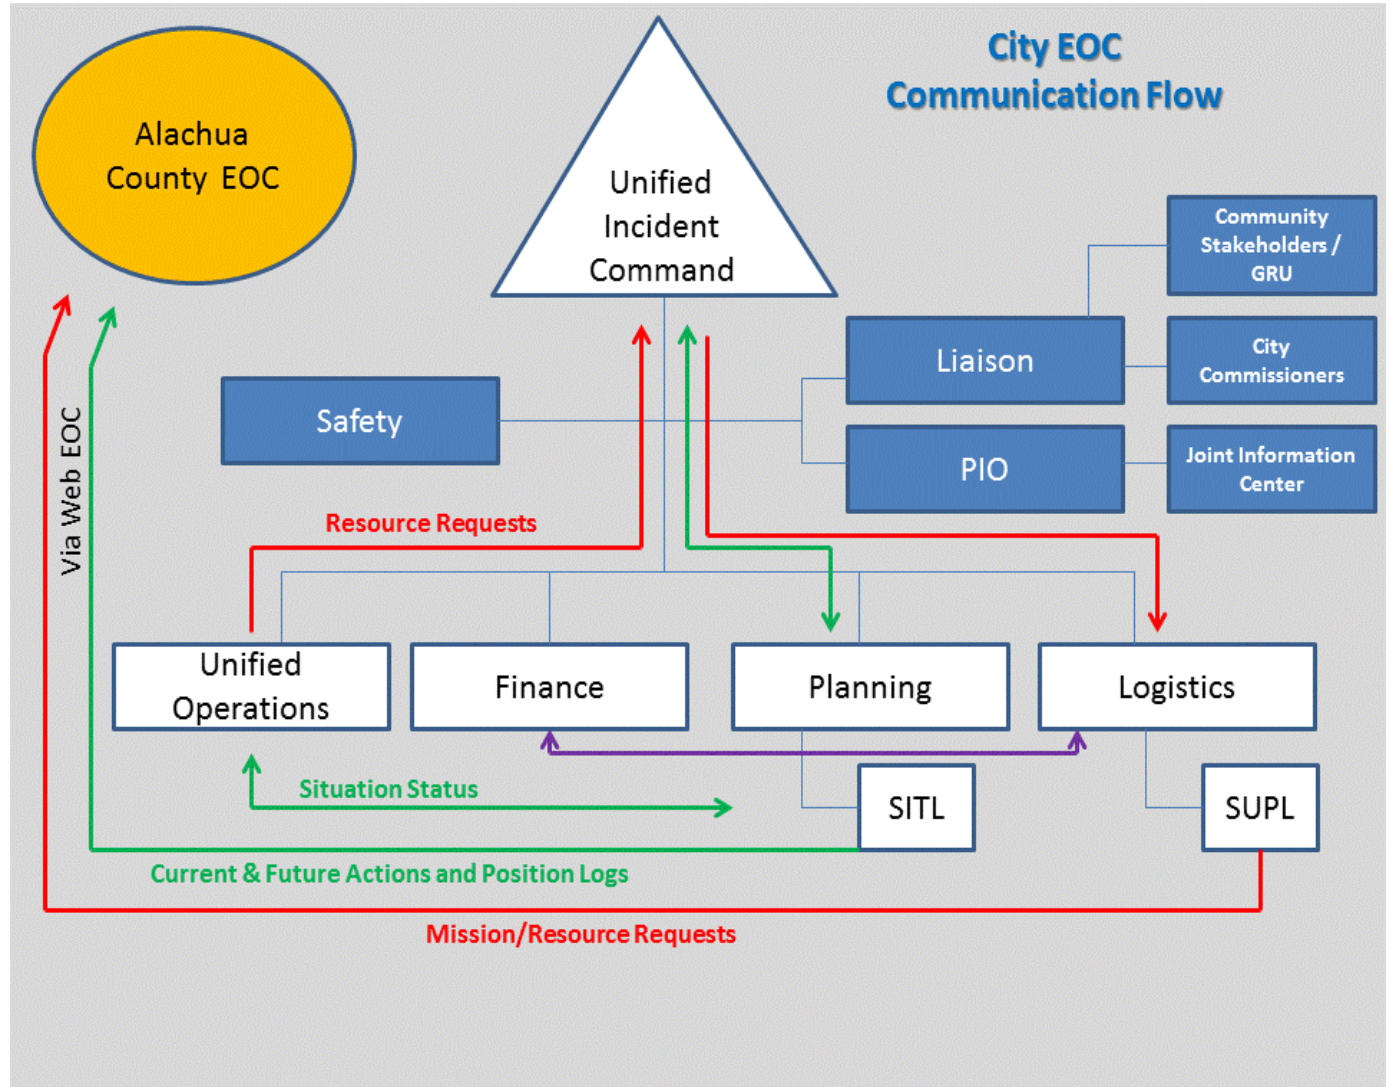 City EOC
Communication Flow
Alachua
County EOC
Unified
Incident
Command
Community
Stakeholders /
GRU
Liaison
City
Commissioners
Safety
PIO
Joint Information
Center
Via Web EOC
Resource Requests
Unified
Operations
Finance
Planning
Logistics
Situation Status
SITL
SUPL
Current & Future Actions and Position Logs
Mission/Resource Requests